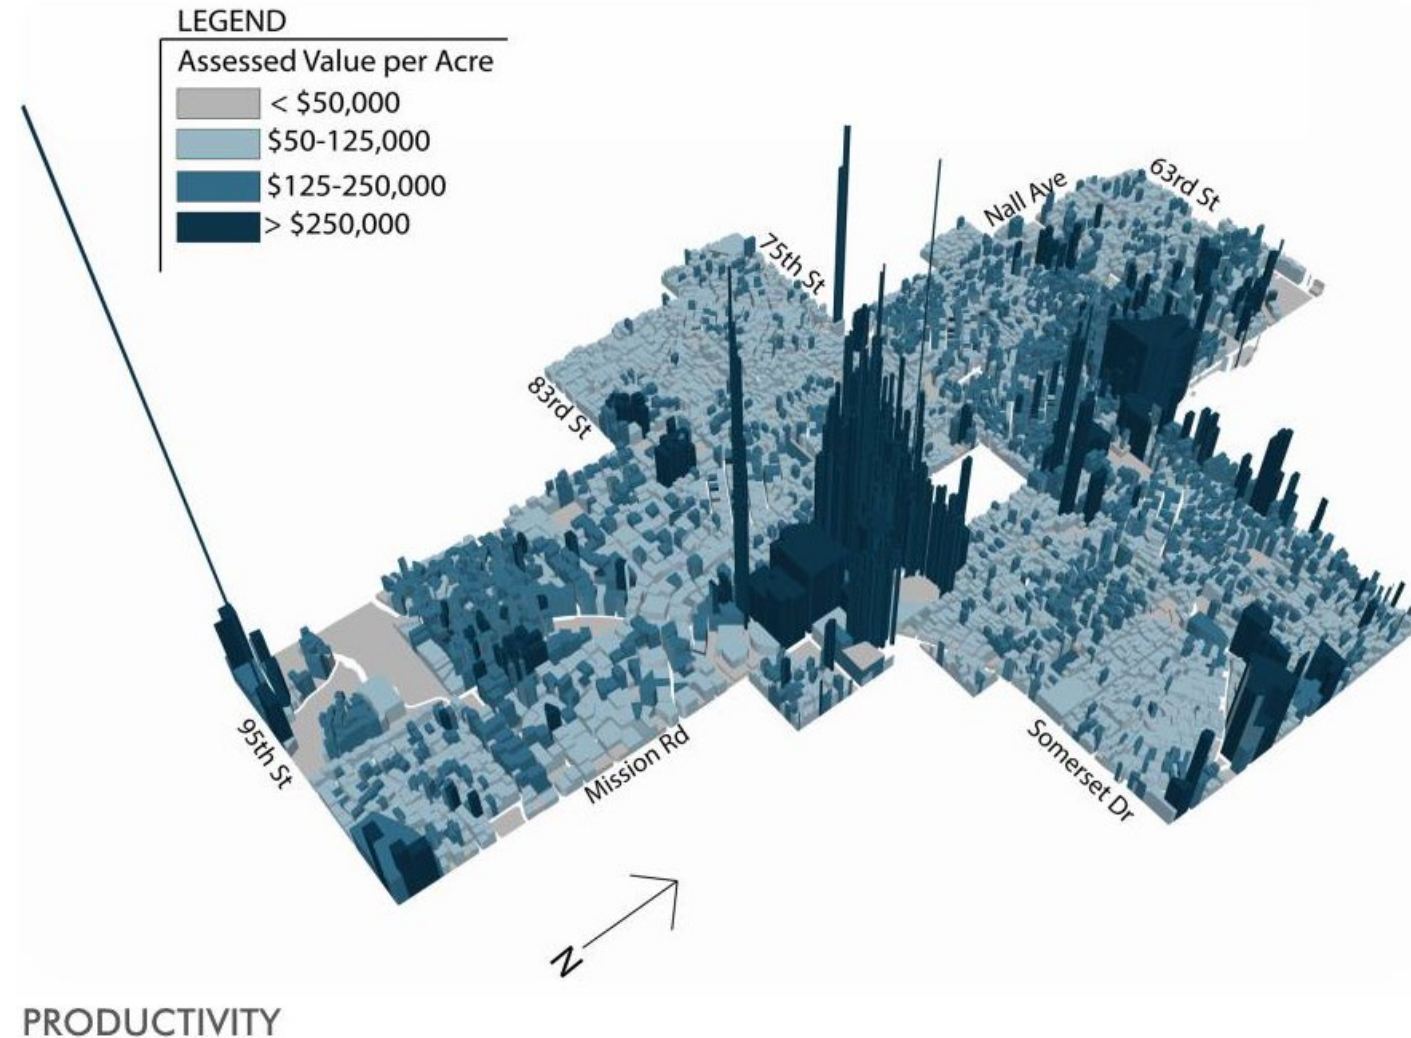 LEGEND
Assessed Value per Acre
< $50,000
$50-125,000
$125-250,000
> $250,000
63rd St
Nall Ave
75th St
83rd St
95th St
Mission Rd
Somerset Dr
N
PRODUCTIVITY